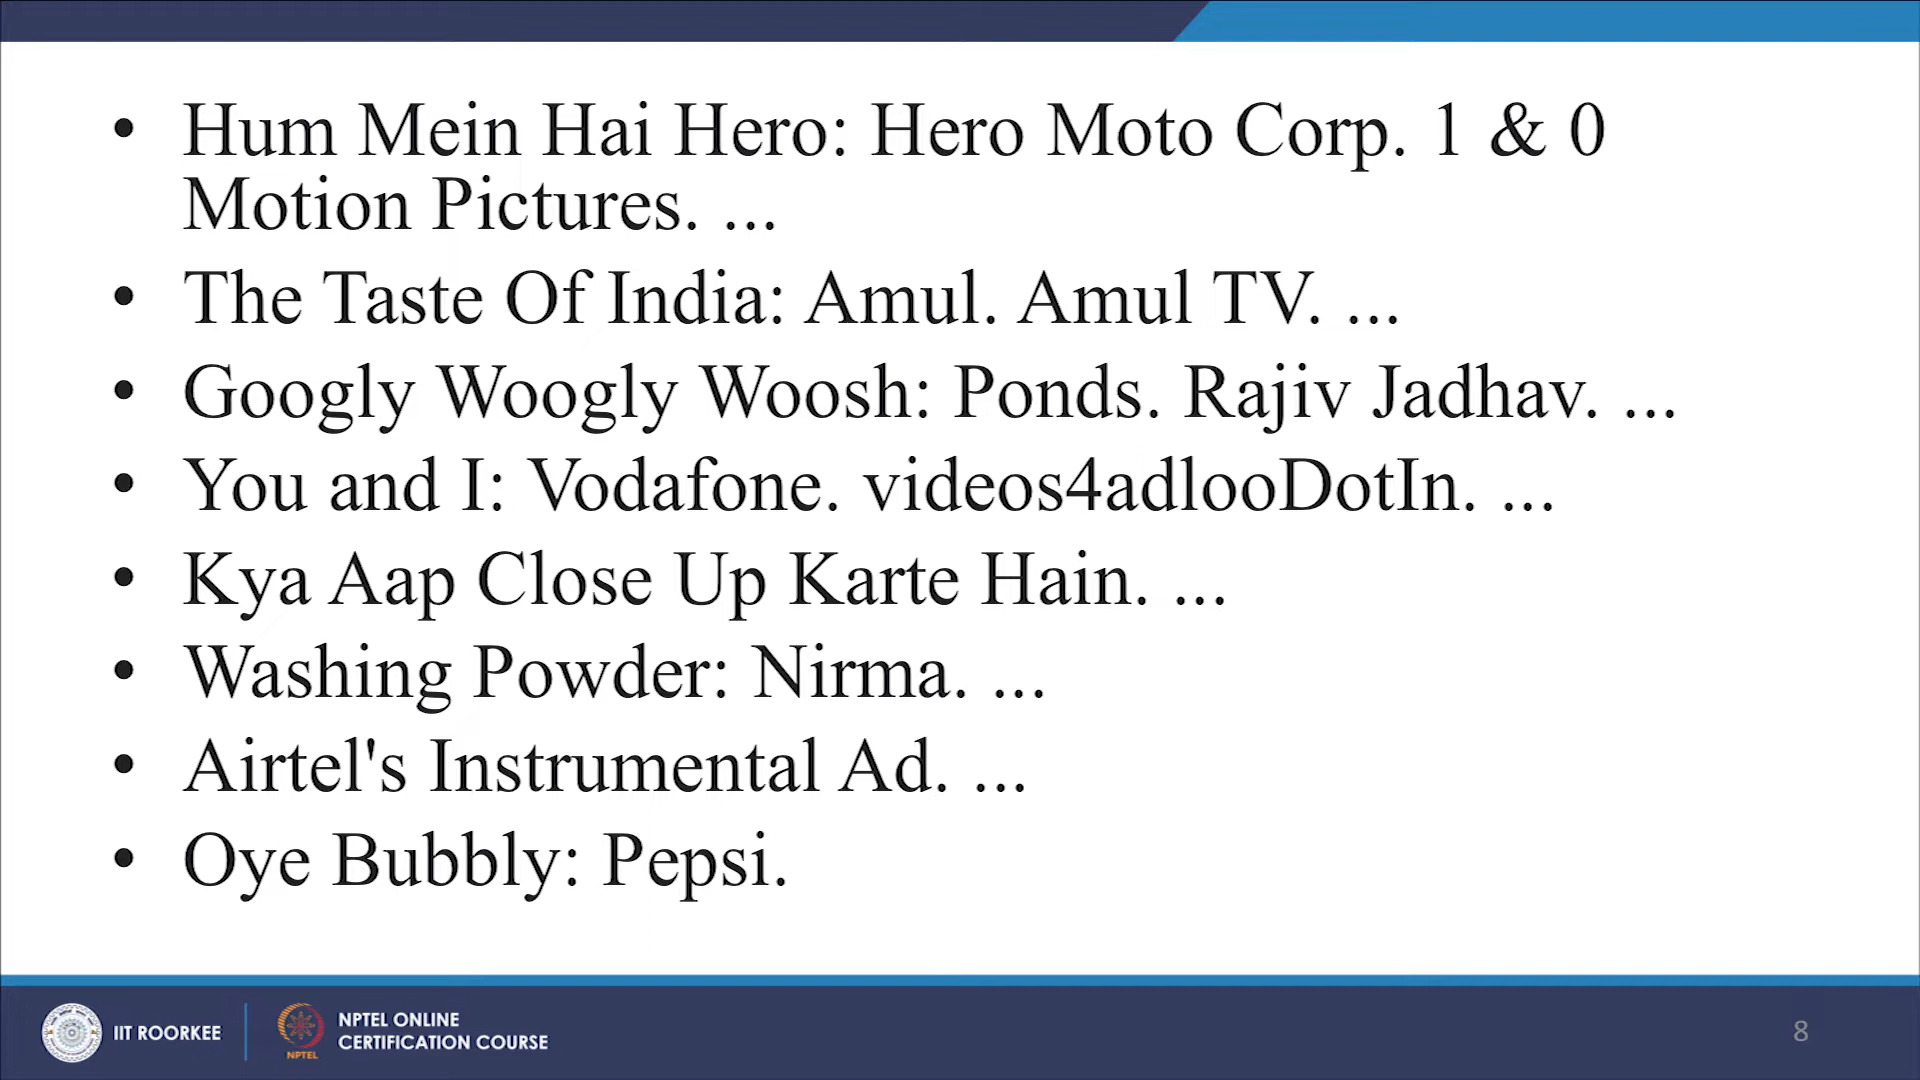 • Hum Mein Hai Hero: Hero Moto Corp. 1 & 0
Motion Pictures. ...
• The Taste Of India: Amul. Amul TV. ...
• Googly Woogly Woosh: Ponds. Rajiv Jadhav. ...
• You and I: Vodafone. videos4adlooDotIn. ...
• Kya Aap Close Up Karte Hain. ...
• Washing Powder: Nirma. ...
• Airtel's Instrumental Ad. ...
• Oye Bubbly: Pepsi.
IIT ROORKEE
NPTEL
NPTEL ONLINE
CERTIFICATION COURSE
8